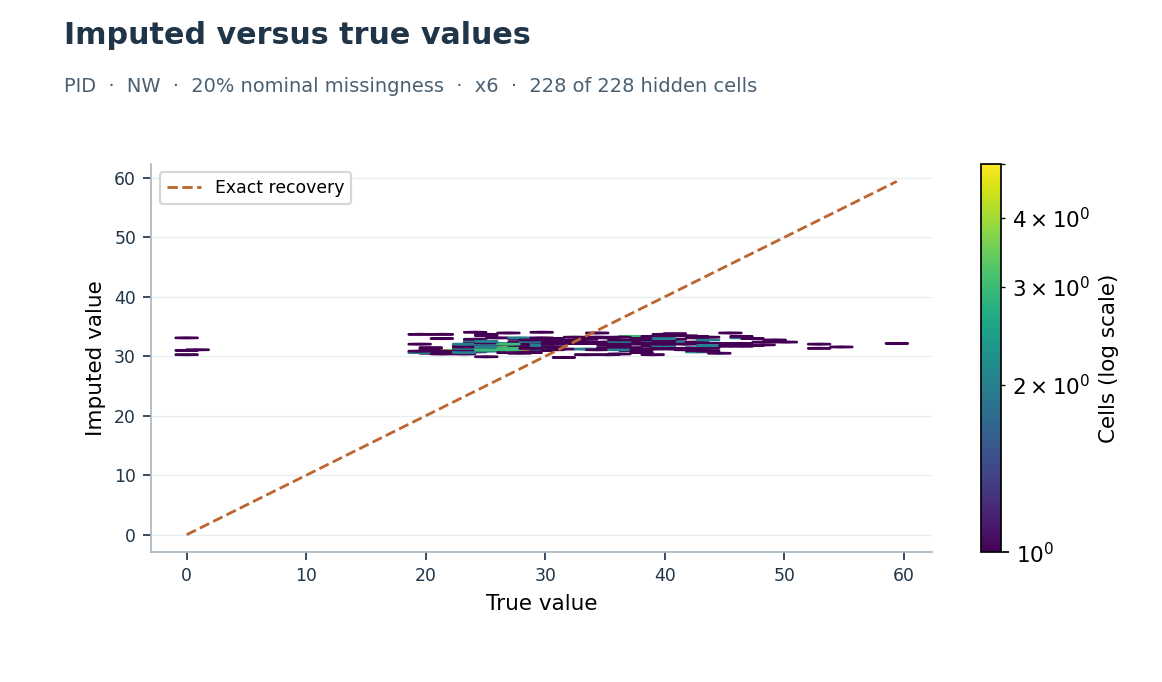 Imputed versus true values
PID · NW · 20% nominal missingness · x6 · 228 of 228 hidden cells
Exact recovery
60
50
40
30
20
10
0
Imputed value
0 10 20 30 40 50 60
True value
4 × 10⁰
3 × 10⁰
2 × 10⁰
10⁰
Cells (log scale)